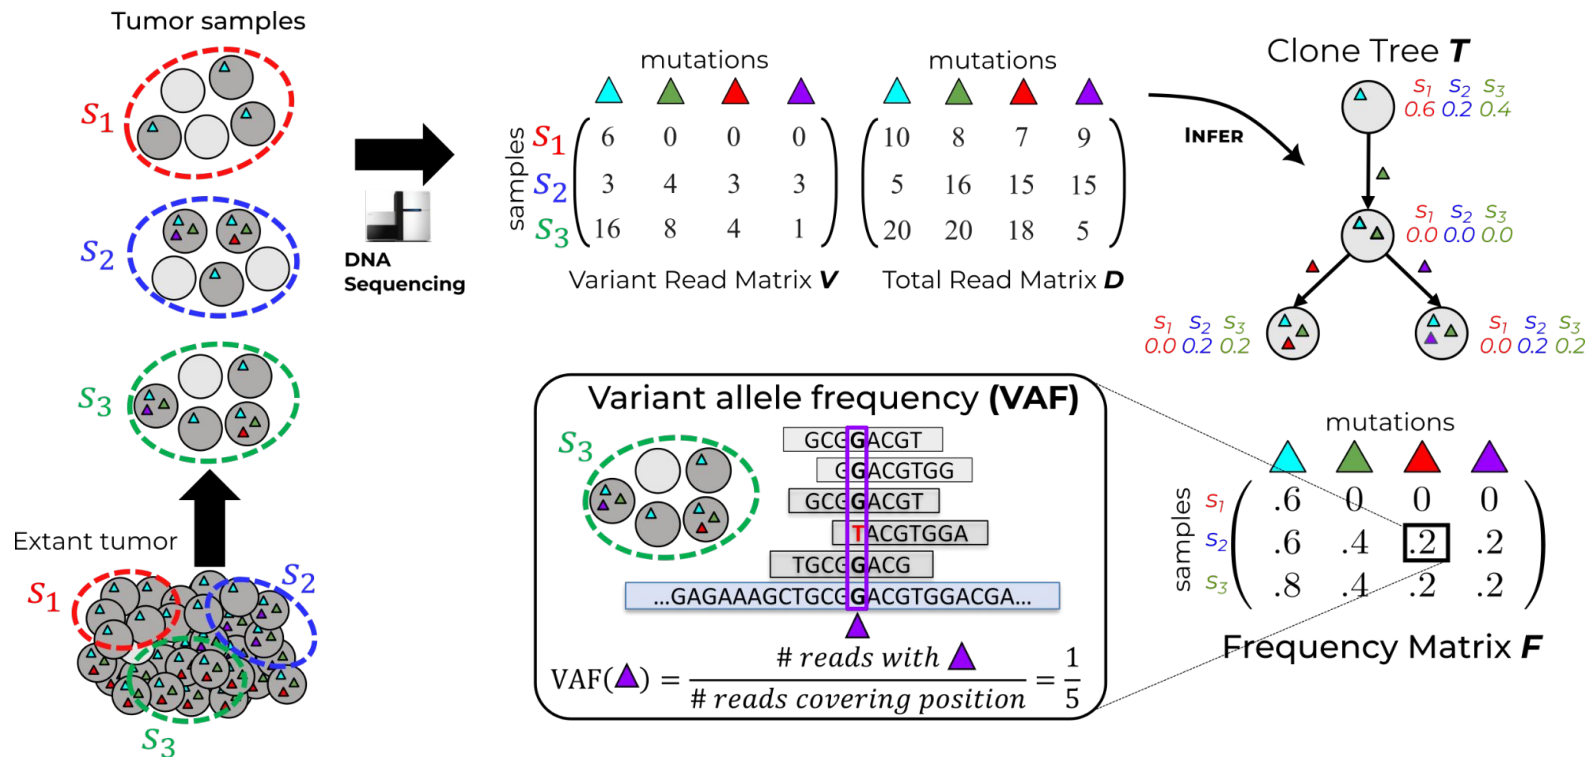 Tumor samples
S1
S2
S3
Extant tumor
S1
S2
S3
DNA
Sequencing
mutations
samples
S1 6 0 0 0
S2 3 4 3 3
S3 16 8 4 1
Variant Read Matrix V
mutations
10 8 7 9
5 16 15 15
20 20 18 5
Total Read Matrix D
INFER
Clone Tree T
S1 S2 S3
0.6 0.2 0.4
S1 S2 S3
0.0 0.0 0.0
S1 S2 S3
0.0 0.2 0.2
S1 S2 S3
0.0 0.2 0.2
Variant allele frequency (VAF)
S3
GCGGACGT
GGACGTGG
GCGGACGT
TACGTGGA
TGCGGACG
...GAGAAAGCTGCGGACGTGGACGA...
VAF( ) = # reads with / # reads covering position = 1/5
mutations
samples
S1 .6 0 0 0
S2 .6 .4 .2 .2
S3 .8 .4 .2 .2
Frequency Matrix F